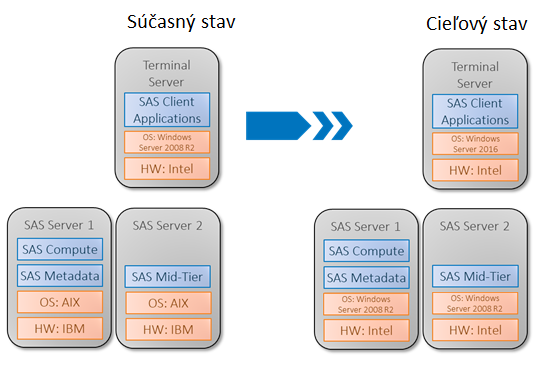 Súčasný stav
Cieľový stav
Terminal
Server
SAS Client
Applications
OS: Windows
Server 2008 R2
HW: Intel
Terminal
Server
SAS Client
Applications
OS: Windows
Server 2016
HW: Intel
SAS Server 1
SAS Compute
SAS Metadata
OS: AIX
HW: IBM
SAS Server 2
SAS Mid-Tier
OS: AIX
HW: IBM
SAS Server 1
SAS Compute
SAS Metadata
OS: Windows
Server 2008 R2
HW: Intel
SAS Server 2
SAS Mid-Tier
OS: Windows
Server 2008 R2
HW: Intel